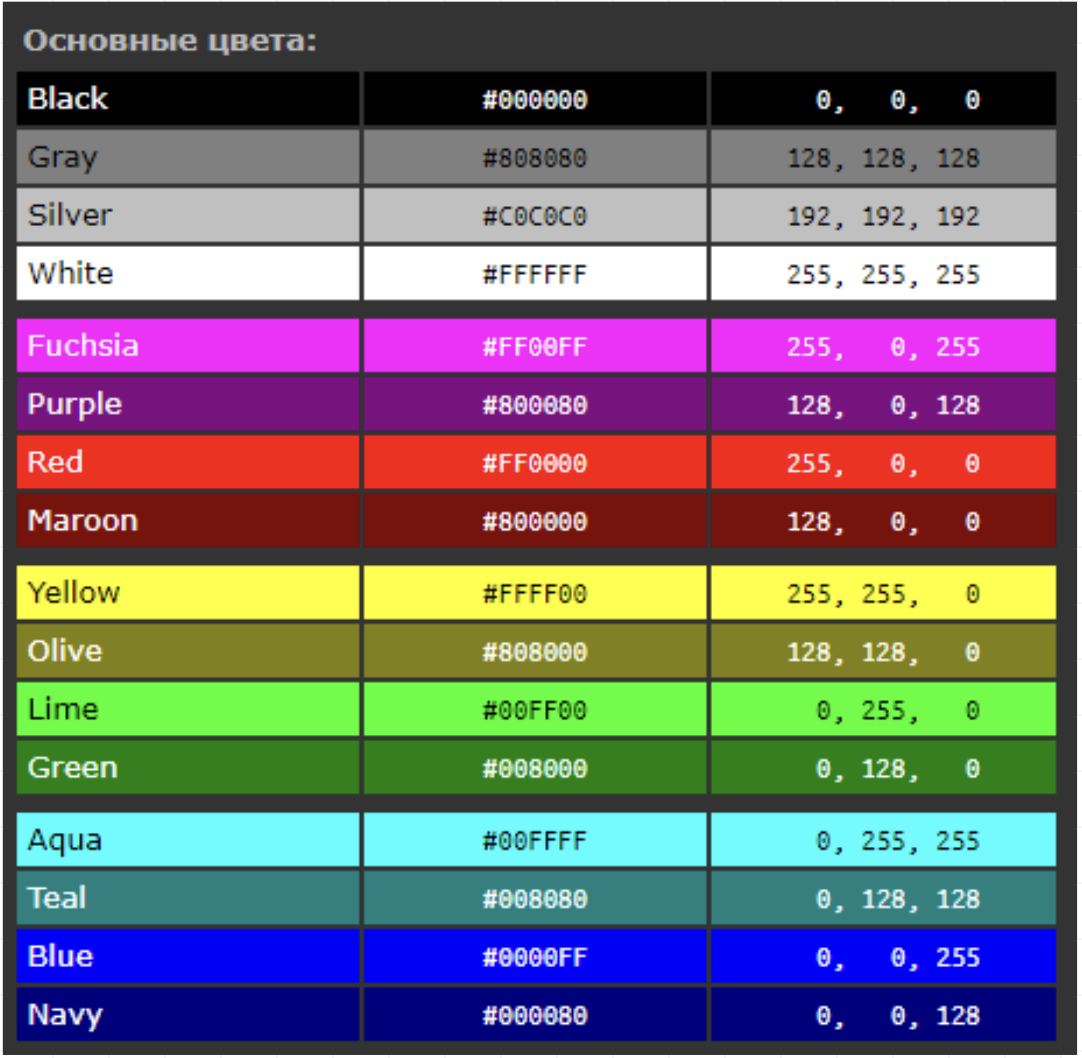 Основные цвета:
Black #000000 0, 0, 0
Gray #808080 128, 128, 128
Silver #C0C0C0 192, 192, 192
White #FFFFFF 255, 255, 255
Fuchsia #FF00FF 255, 0, 255
Purple #800080 128, 0, 128
Red #FF0000 255, 0, 0
Maroon #800000 128, 0, 0
Yellow #FFFF00 255, 255, 0
Olive #808000 128, 128, 0
Lime #00FF00 0, 255, 0
Green #008000 0, 128, 0
Aqua #00FFFF 0, 255, 255
Teal #008080 0, 128, 128
Blue #0000FF 0, 0, 255
Navy #000080 0, 0, 128